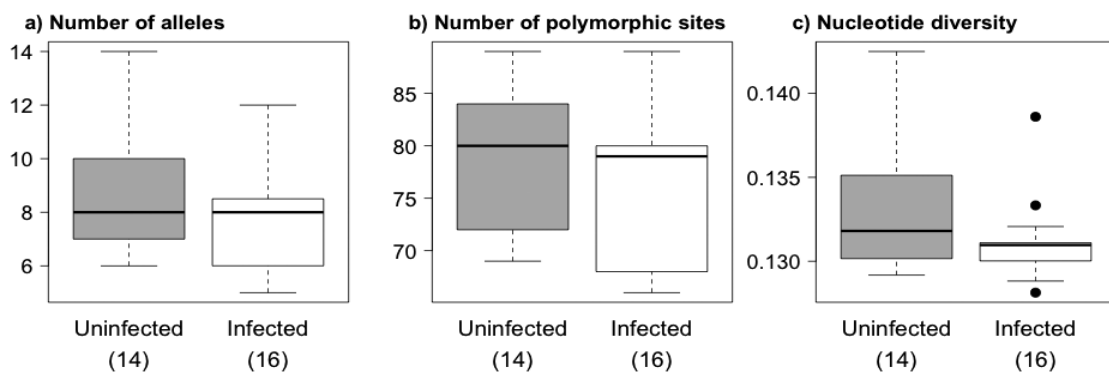 a) Number of alleles
14
12
10
8
6
Uninfected
(14)
Infected
(16)
b) Number of polymorphic sites
85
80
75
70
Uninfected
(14)
Infected
(16)
c) Nucleotide diversity
0.140
0.135
0.130
Uninfected
(14)
Infected
(16)